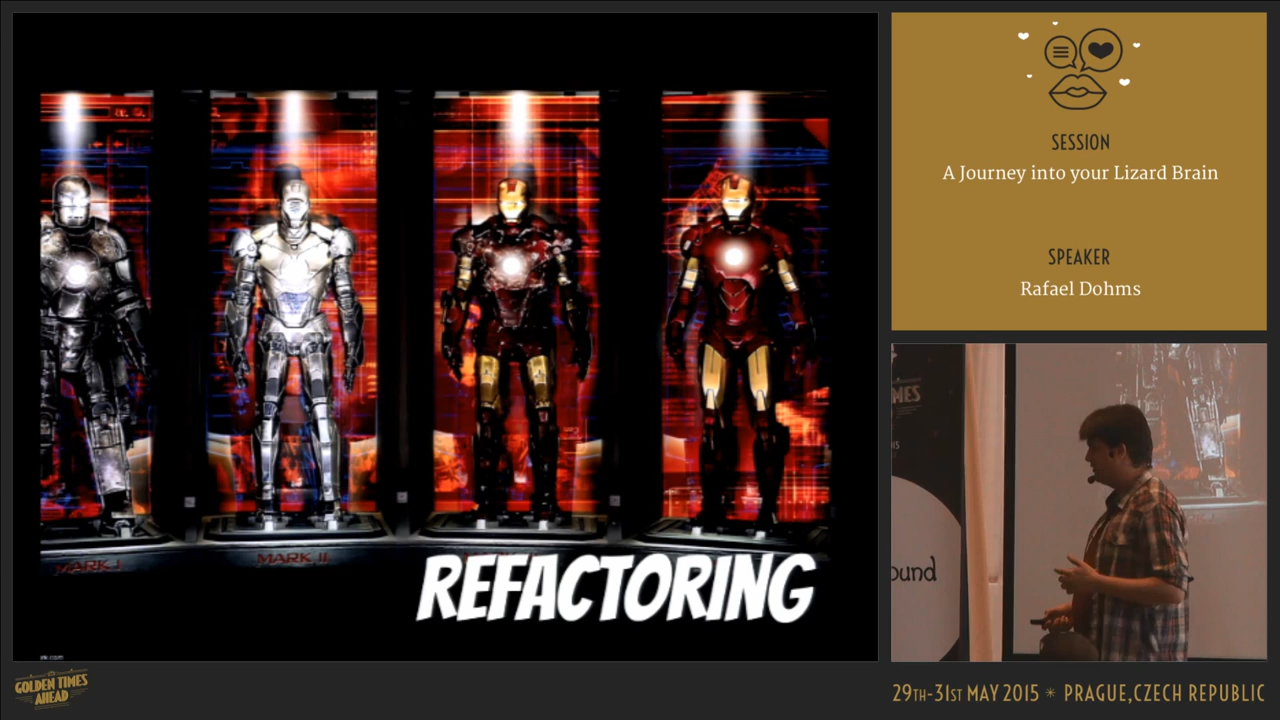 MARK I
MARK II
REFACTORING
SESSION
A Journey into your Lizard Brain
SPEAKER
Rafael Dohms
MES
ound
GOLDEN TIMES
AHEAD
29TH-31ST MAY 2015 * PRAGUE,CZECH REPUBLIC